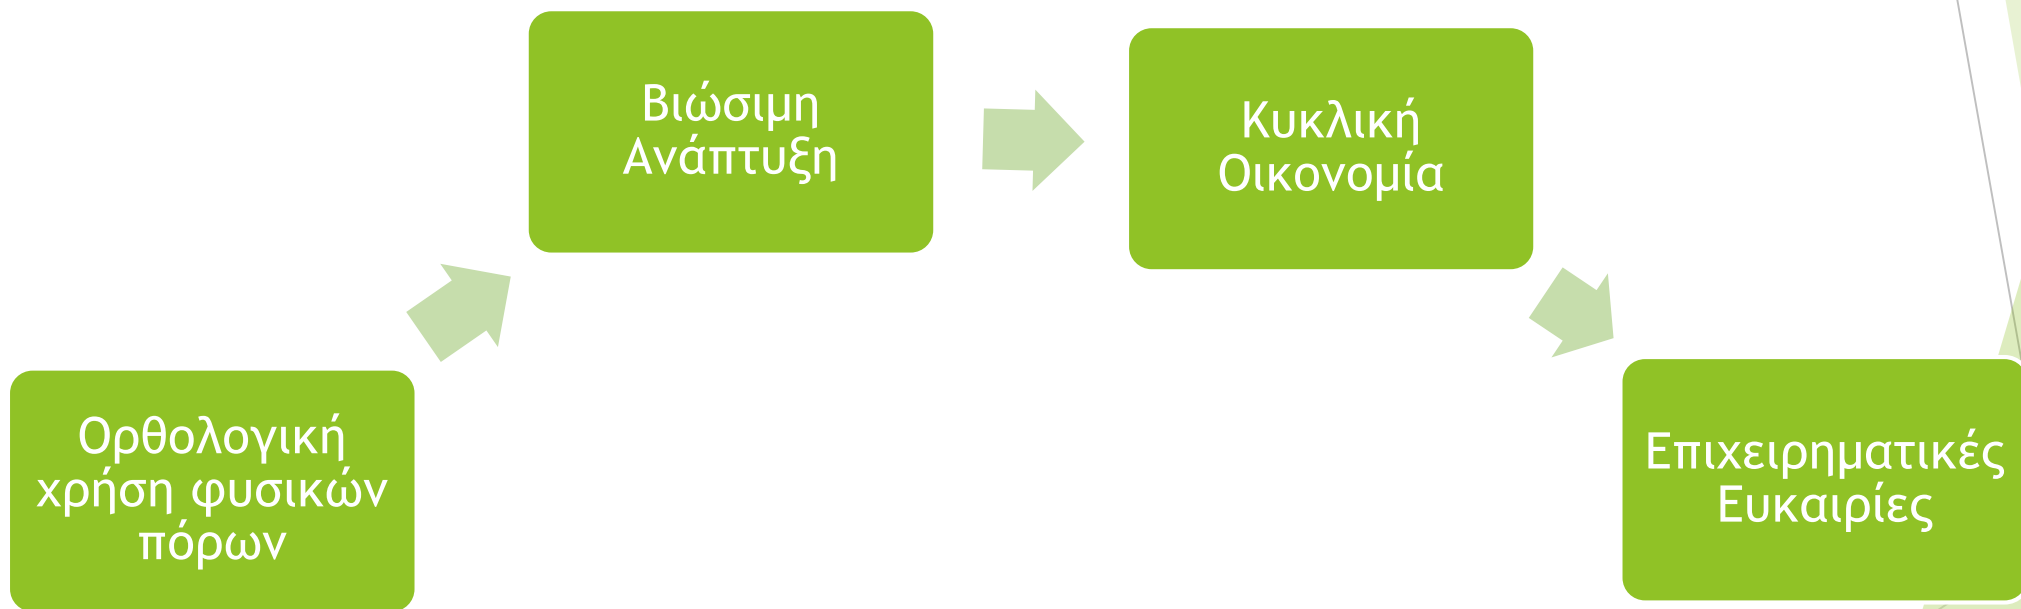 Βιώσιμη
Ανάπτυξη
Κυκλική
Οικονομία
Ορθολογική
χρήση φυσικών
πόρων
Επιχειρηματικές
Ευκαιρίες